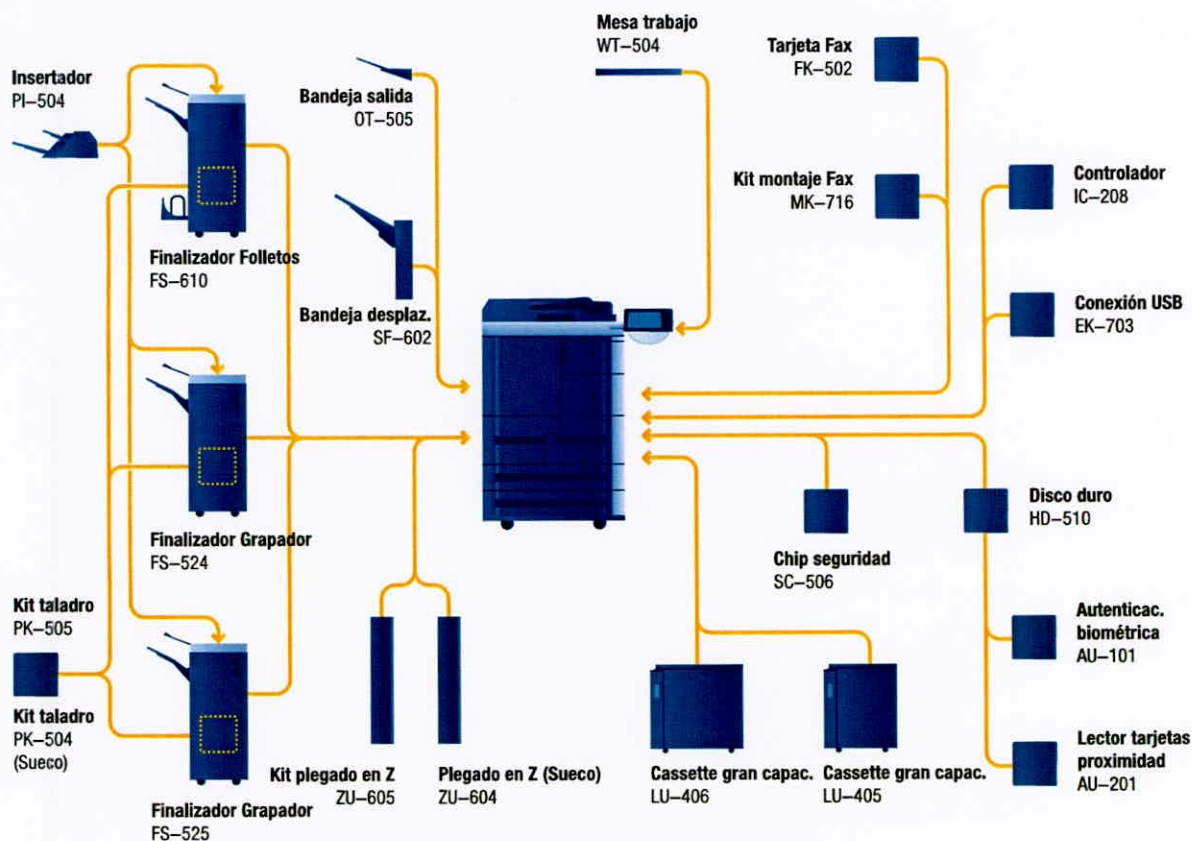 Mesa trabajo
WT–504
Tarjeta Fax
FK–502
Insertador
PI–504
Bandeja salida
OT–505
Kit montaje Fax
MK–716
Controlador
IC–208
Finalizador Folletos
FS–610
Bandeja desplaz.
SF–602
Conexión USB
EK–703
Finalizador Grapador
FS–524
Disco duro
HD–510
Chip seguridad
SC–506
Kit taladro
PK–505
Autenticac.
biométrica
AU–101
Kit taladro
PK–504
(Sueco)
Lector tarjetas
proximidad
AU–201
Kit plegado en Z
ZU–605
Plegado en Z (Sueco)
ZU–604
Cassette gran capac.
LU–406
Cassette gran capac.
LU–405
Finalizador Grapador
FS–525